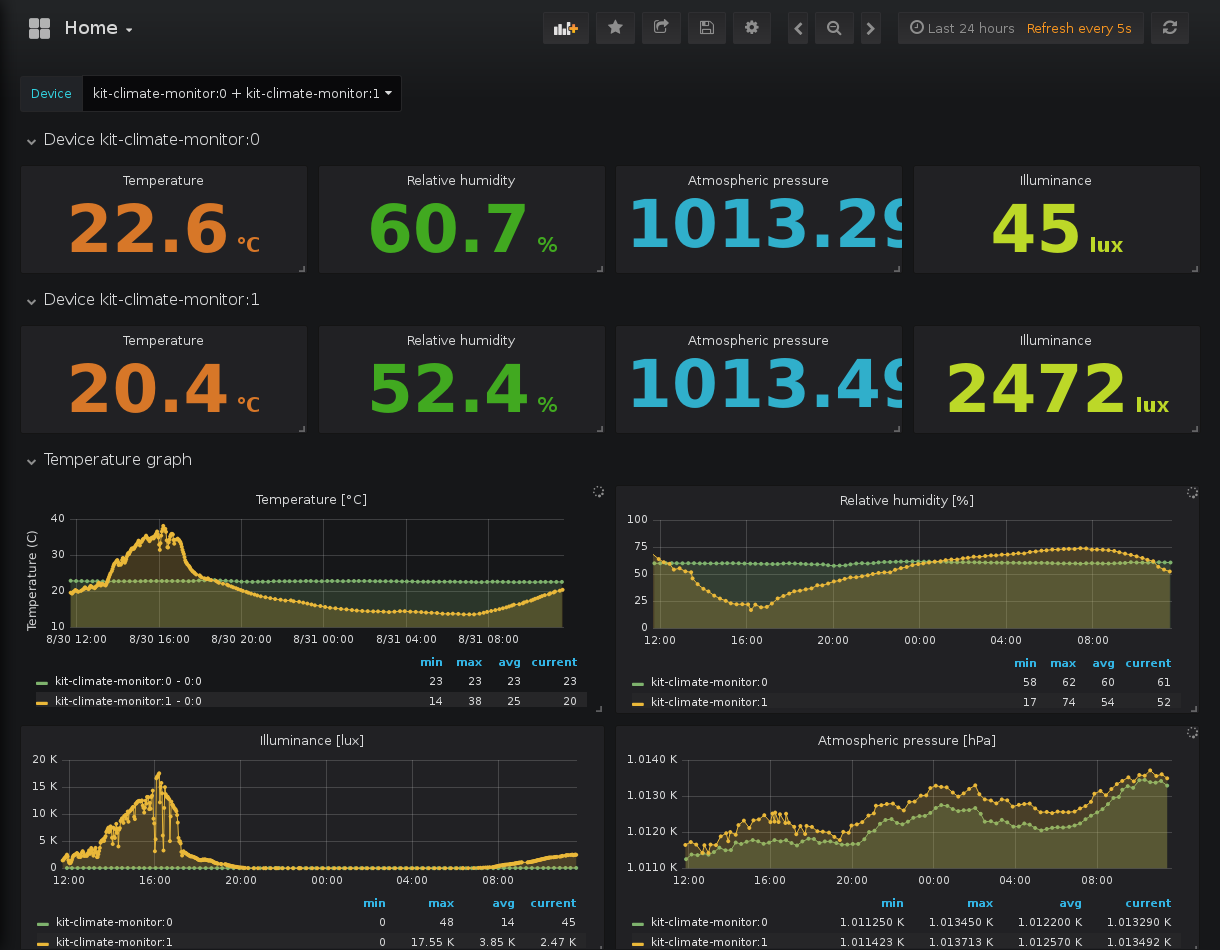 Home
Last 24 hours Refresh every 5s
Device kit-climate-monitor:0 + kit-climate-monitor:1
Device kit-climate-monitor:0
Temperature Relative humidity Atmospheric pressure Illuminance
22.6 °C 60.7 % 1013.29 45 lux
Device kit-climate-monitor:1
Temperature Relative humidity Atmospheric pressure Illuminance
20.4 °C 52.4 % 1013.49 2472 lux
Temperature graph
Temperature [°C]
Temperature (C)
40
30
20
10
8/30 12:00 8/30 16:00 8/30 20:00 8/31 00:00 8/31 04:00 8/31 08:00
min max avg current
kit-climate-monitor:0 - 0:0 23 23 23 23
kit-climate-monitor:1 - 0:0 14 38 25 20
Relative humidity [%]
100
75
50
25
0
12:00 16:00 20:00 00:00 04:00 08:00
min max avg current
kit-climate-monitor:0 58 62 60 61
kit-climate-monitor:1 17 74 54 52
Illuminance [lux]
20 K
15 K
10 K
5 K
0
12:00 16:00 20:00 00:00 04:00 08:00
min max avg current
kit-climate-monitor:0 0 48 14 45
kit-climate-monitor:1 0 17.55 K 3.85 K 2.47 K
Atmospheric pressure [hPa]
1.0140 K
1.0130 K
1.0120 K
1.0110 K
12:00 16:00 20:00 00:00 04:00 08:00
min max avg current
kit-climate-monitor:0 1.011250 K 1.013450 K 1.012200 K 1.013290 K
kit-climate-monitor:1 1.011423 K 1.013713 K 1.012570 K 1.013492 K